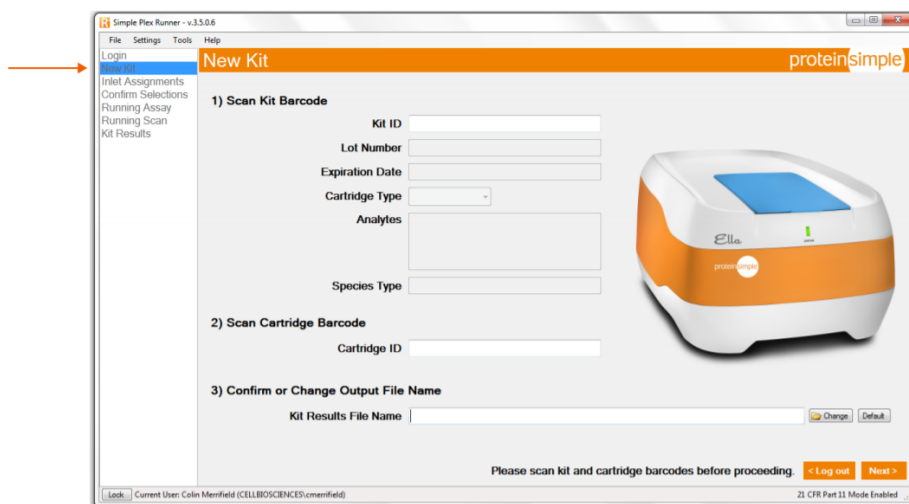 Simple Plex Runner - v.3.5.0.6
File Settings Tools Help
Login
New Kit
Inlet Assignments
Confirm Selections
Running Assay
Running Scan
Kit Results
New Kit
proteinsimple
1) Scan Kit Barcode
Kit ID
Lot Number
Expiration Date
Cartridge Type
Analytes
Species Type
Ella
proteinsimple
2) Scan Cartridge Barcode
Cartridge ID
3) Confirm or Change Output File Name
Kit Results File Name
Change Default
Please scan kit and cartridge barcodes before proceeding. < Log out Next >
Lock Current User: Colin Merrifield (CELLBIOSCIENCES\cmerrifield) 21 CFR Part 11 Mode Enabled